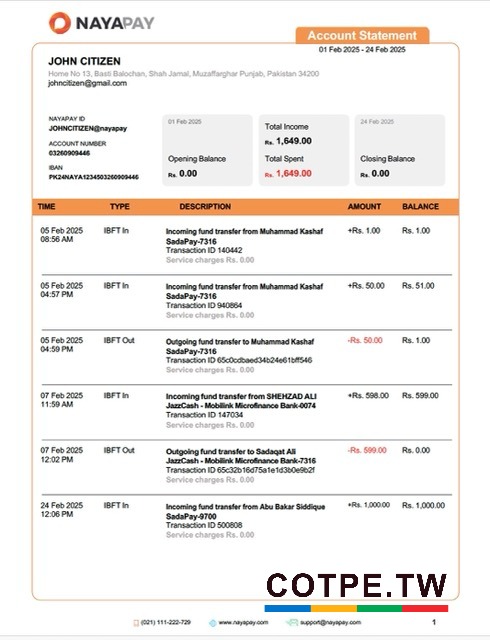 NAYAPAY
Account Statement
01 Feb 2025 - 24 Feb 2025
JOHN CITIZEN
Home No 13, Basti Balochan, Shah Jamal, Muzaffarghar Punjab, Pakistan 34200
johncitizen@gmail.com
NAYAPAY ID
JOHNCITIZEN@nayapay
ACCOUNT NUMBER
03260909446
IBAN
PK24NAYA1234503260909446
01 Feb 2025
Opening Balance
Rs. 0.00
Total Income
Rs. 1,649.00
Total Spent
Rs. 1,649.00
24 Feb 2025
Closing Balance
Rs. 0.00
TIME TYPE DESCRIPTION AMOUNT BALANCE
05 Feb 2025 IBFT In Incoming fund transfer from Muhammad Kashaf +Rs. 1.00 Rs. 1.00
08:56 AM SadaPay-7316
Transaction ID 140442
Service charges Rs. 0.00
05 Feb 2025 IBFT In Incoming fund transfer from Muhammad Kashaf +Rs. 50.00 Rs. 51.00
04:57 PM SadaPay-7316
Transaction ID 940864
Service charges Rs. 0.00
05 Feb 2025 IBFT Out Outgoing fund transfer to Muhammad Kashaf -Rs. 50.00 Rs. 1.00
04:59 PM SadaPay-7316
Transaction ID 65c0cdbaed34b24e61bff546
Service charges Rs. 0.00
07 Feb 2025 IBFT In Incoming fund transfer from SHEHZAD ALI +Rs. 598.00 Rs. 599.00
11:59 AM JazzCash - Mobilink Microfinance Bank-0074
Transaction ID 147034
Service charges Rs. 0.00
07 Feb 2025 IBFT Out Outgoing fund transfer to Sadaqat Ali -Rs. 599.00 Rs. 0.00
12:02 PM JazzCash - Mobilink Microfinance Bank-7316
Transaction ID 65c32b16d75a1e1d3b0e9b2f
Service charges Rs. 0.00
24 Feb 2025 IBFT In Incoming fund transfer from Abu Bakar Siddique +Rs. 1,000.00 Rs. 1,000.00
12:06 PM SadaPay-9700
Transaction ID 500808
Service charges Rs. 0.00
COTPE.TW
(021) 111-222-729 www.nayapay.com support@nayapay.com 1